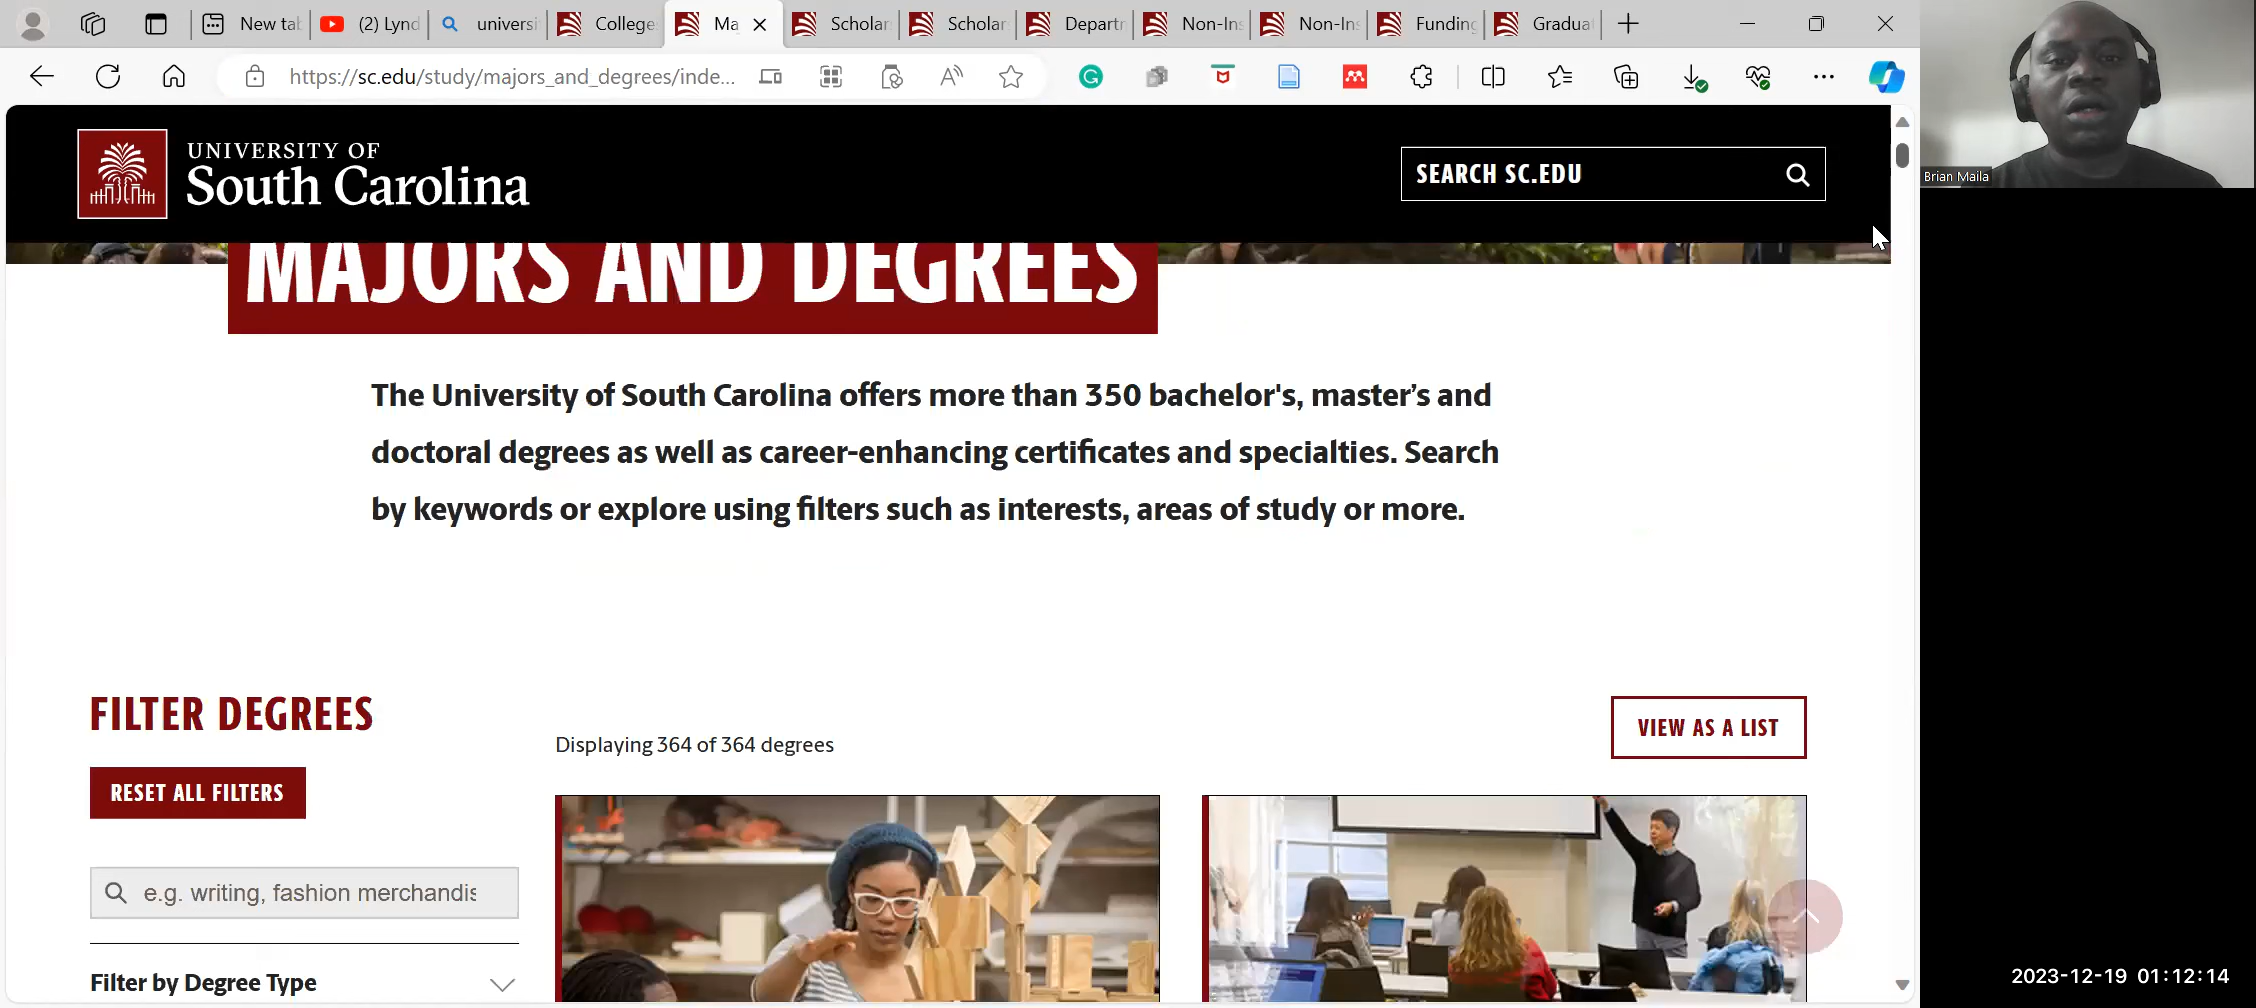 New tab
(2) Lynd
universi
College
Ma
Scholar
Scholar
Departm
Non-Ins
Non-Ins
Funding
Gradua
https://sc.edu/study/majors_and_degrees/inde...
UNIVERSITY OF
South Carolina
SEARCH SC.EDU
Brian Maila
MAJORS AND DEGREES
The University of South Carolina offers more than 350 bachelor's, master’s and
doctoral degrees as well as career-enhancing certificates and specialties. Search
by keywords or explore using filters such as interests, areas of study or more.
FILTER DEGREES
VIEW AS A LIST
Displaying 364 of 364 degrees
RESET ALL FILTERS
e.g. writing, fashion merchandis
Filter by Degree Type
2023-12-19 01:12:14